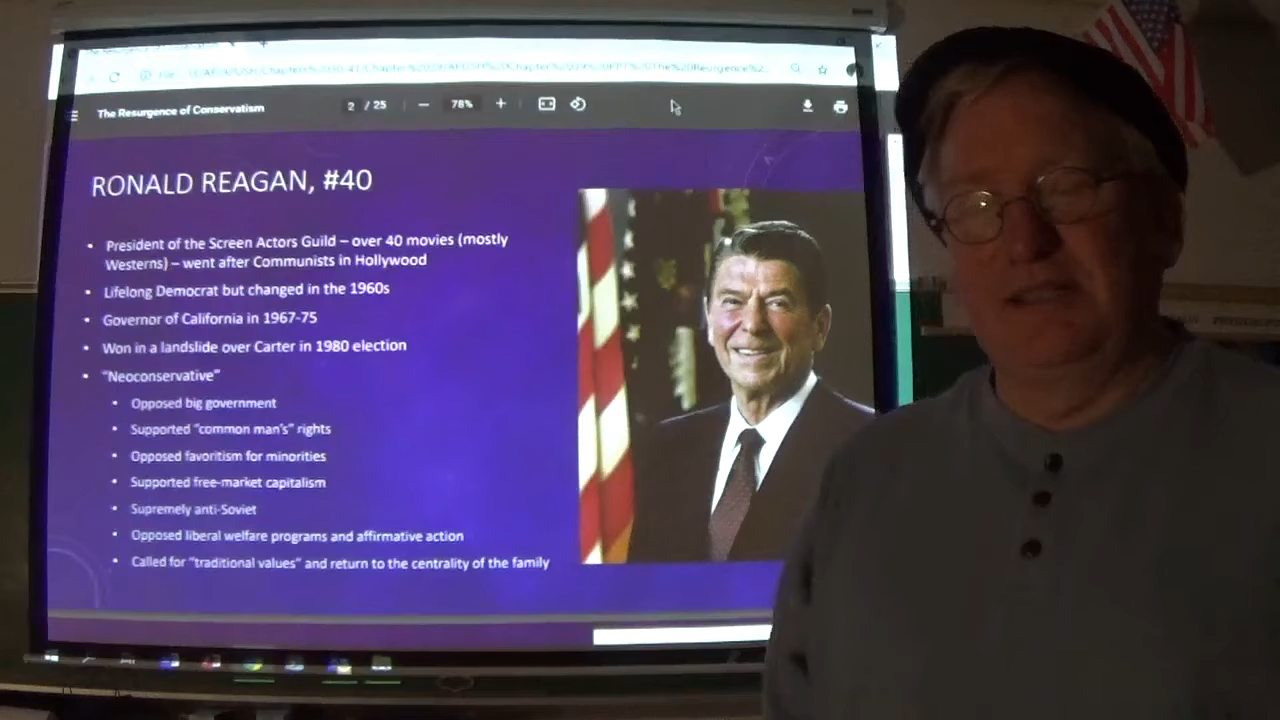 The Resurgence of Conservatism
2 / 25
78%
RONALD REAGAN, #40
• President of the Screen Actors Guild – over 40 movies (mostly
Westerns) – went after Communists in Hollywood
• Lifelong Democrat but changed in the 1960s
• Governor of California in 1967-75
• Won in a landslide over Carter in 1980 election
• “Neoconservative”
• Opposed big government
• Supported “common man’s” rights
• Opposed favoritism for minorities
• Supported free-market capitalism
• Supremely anti-Soviet
• Opposed liberal welfare programs and affirmative action
• Called for “traditional values” and return to the centrality of the family